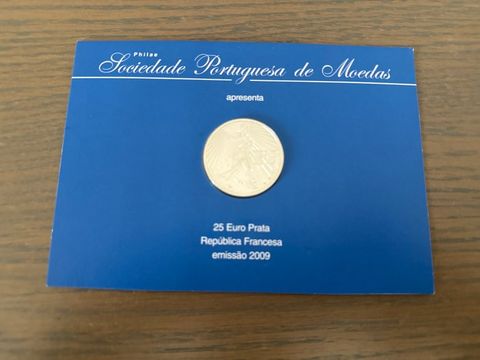 Philae
Sociedade Portuguesa de Moedas
apresenta
25 Euro Prata
República Francesa
emissão 2009